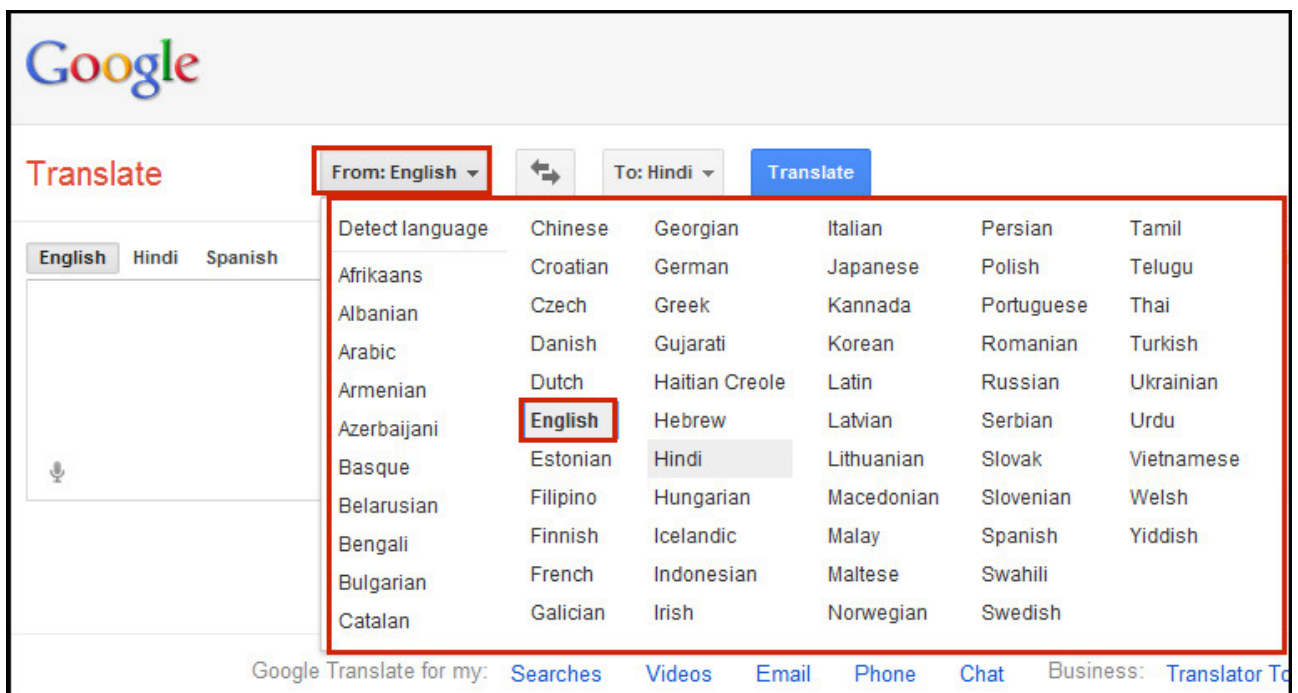 Google
Translate
From: English
To: Hindi
Translate
English Hindi Spanish
Detect language
Afrikaans
Albanian
Arabic
Armenian
Azerbaijani
Basque
Belarusian
Bengali
Bulgarian
Catalan
Chinese
Croatian
Czech
Danish
Dutch
English
Estonian
Filipino
Finnish
French
Galician
Georgian
German
Greek
Gujarati
Haitian Creole
Hebrew
Hindi
Hungarian
Icelandic
Indonesian
Irish
Italian
Japanese
Kannada
Korean
Latin
Latvian
Lithuanian
Macedonian
Malay
Maltese
Norwegian
Persian
Polish
Portuguese
Romanian
Russian
Serbian
Slovak
Slovenian
Spanish
Swahili
Swedish
Tamil
Telugu
Thai
Turkish
Ukrainian
Urdu
Vietnamese
Welsh
Yiddish
Google Translate for my: Searches Videos Email Phone Chat Business: Translator